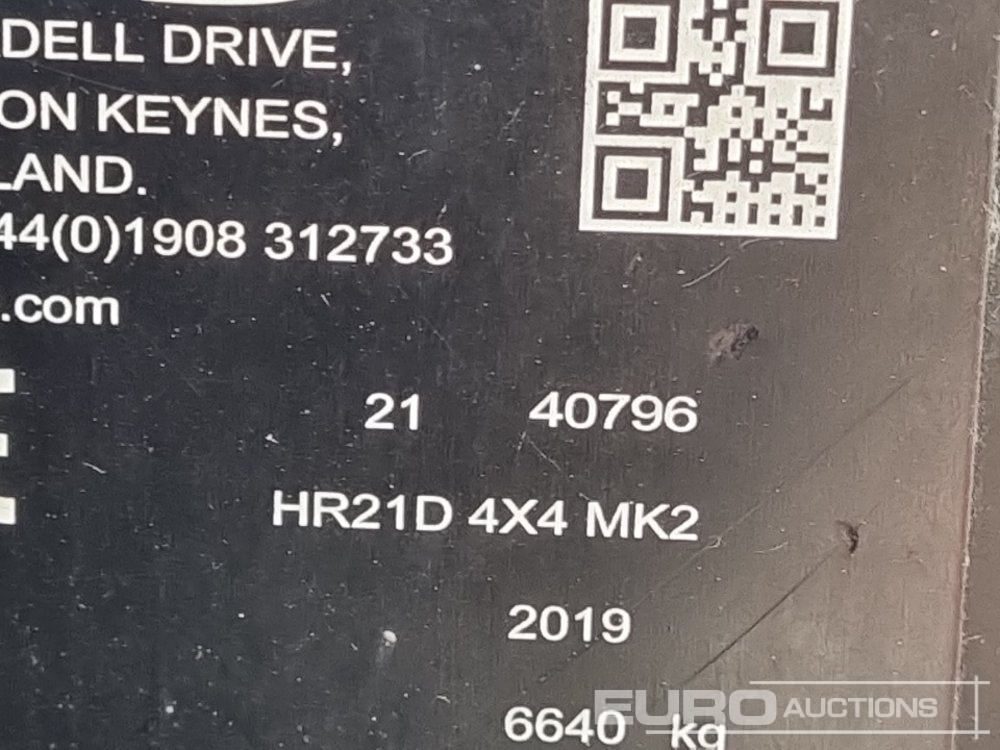 DELL DRIVE,
ON KEYNES,
LAND.
44(0)1908 312733
.com
21 40796
HR21D 4X4 MK2
2019
6640 kg
EURO AUCTIONS